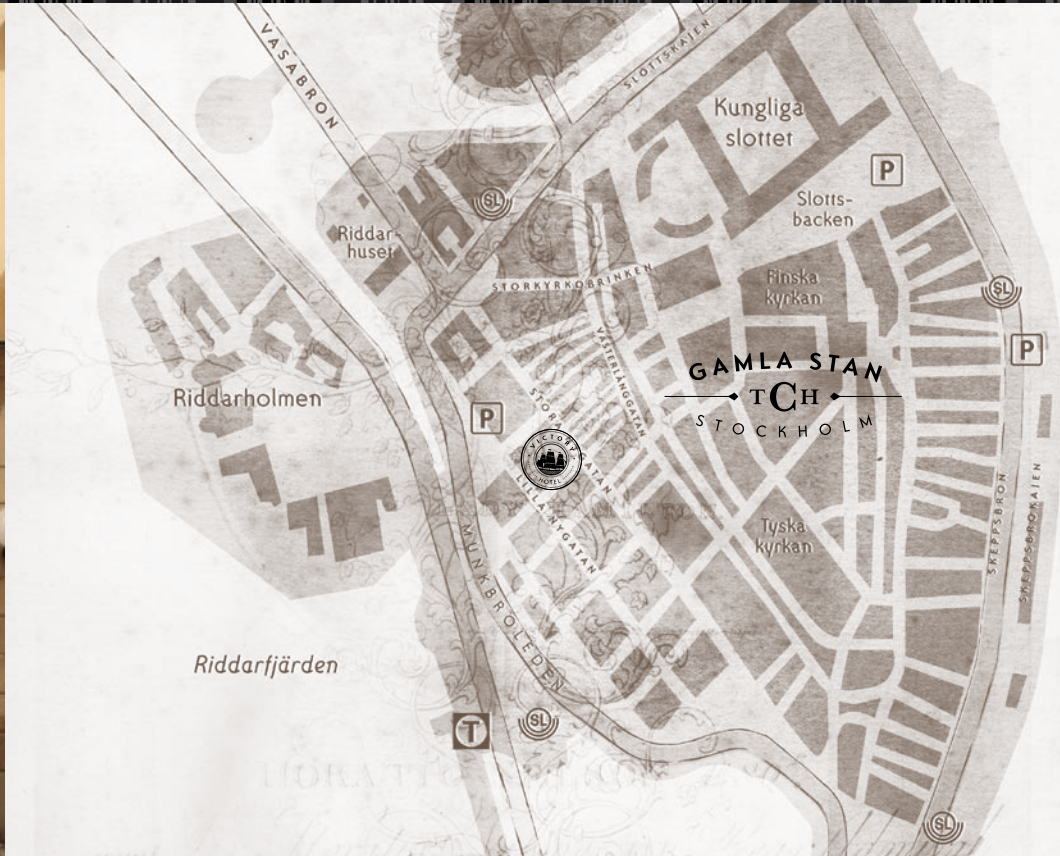 VASABRON
SLOTTSKAJEN
Kungliga
slottet
P
Slotts-
backen
SL
Riddar-
huset
STORKYRKOBRINKEN
Finska
kyrkan
SL
P
VÄSTERLÅNGGATAN
GAMLA STAN
TCH
STOCKHOLM
Riddarholmen
P
STORA NYGATAN
VICTORY
HOTEL
LILLA NYGATAN
Tyska
kyrkan
SKEPPSBRON
SKEPPSBROKAJEN
MUNKBROLEDEN
Riddarfjärden
T
SL
SL